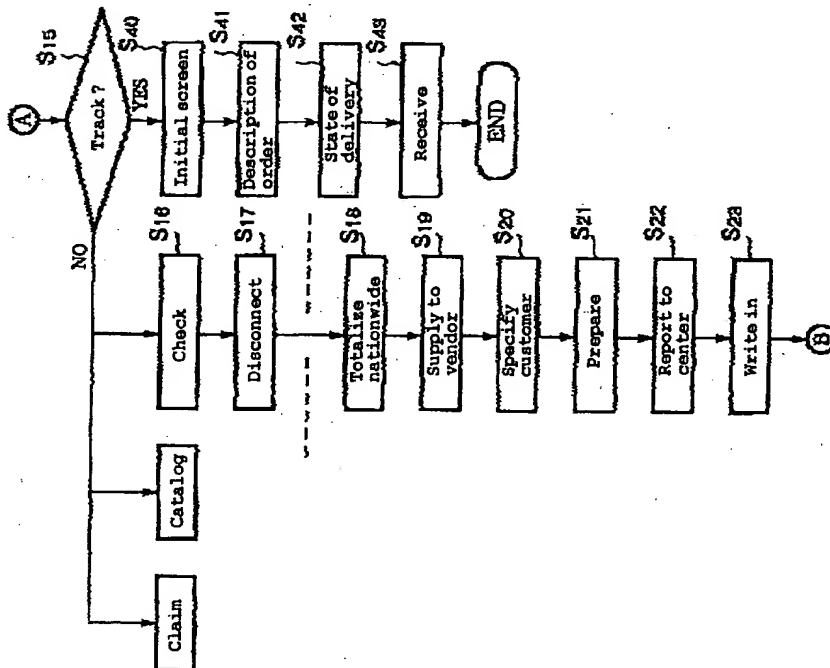 A
Track?
S15
YES
NO
S40
Initial screen
S41
Description of
order
S42
State of
delivery
S43
Receive
END
S16
Check
S17
Disconnect
S18
Totalize
nationwide
S19
Supply to
vendor
S20
Specify
customer
S21
Prepare
S22
Report to
center
S23
Write in
B
Catalog
Claim